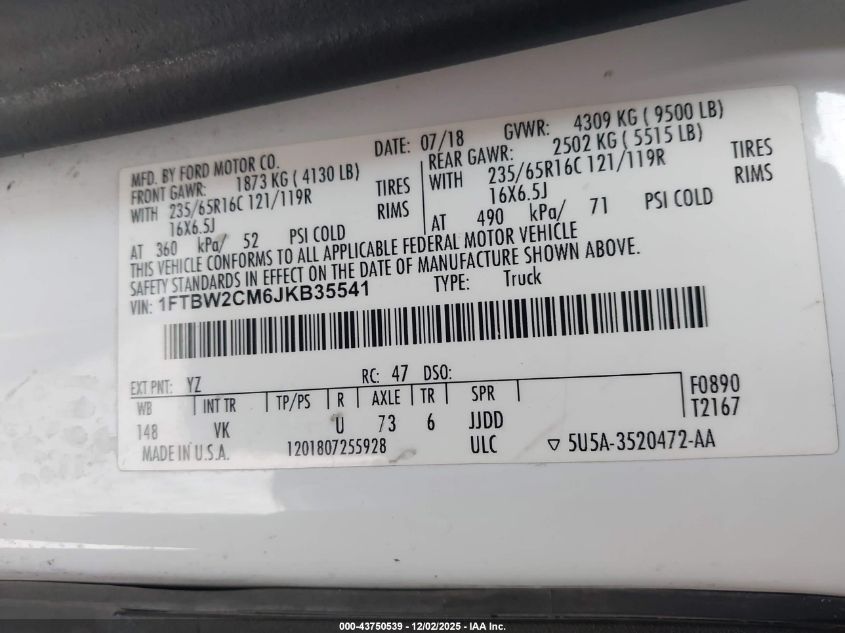 MFD. BY FORD MOTOR CO. DATE: 07/18 GVWR: 4309 KG ( 9500 LB)
FRONT GAWR: 1873 KG ( 4130 LB) REAR GAWR: 2502 KG ( 5515 LB)
WITH 235/65R16C 121/119R TIRES WITH 235/65R16C 121/119R TIRES
16X6.5J RIMS 16X6.5J RIMS
AT 360 kPa/ 52 PSI COLD AT 490 kPa/ 71 PSI COLD
THIS VEHICLE CONFORMS TO ALL APPLICABLE FEDERAL MOTOR VEHICLE
SAFETY STANDARDS IN EFFECT ON THE DATE OF MANUFACTURE SHOWN ABOVE.
VIN: 1FTBW2CM6JKB35541 TYPE: Truck
EXT PNT: YZ RC: 47 DSO: F0890
WB INT TR TP/PS R AXLE TR SPR T2167
148 VK U 73 6 JJDD
MADE IN U.S.A. 1201807255928 ULC ▽ 5U5A-3520472-AA
000-43750539 - 12/02/2025 - IAA Inc.